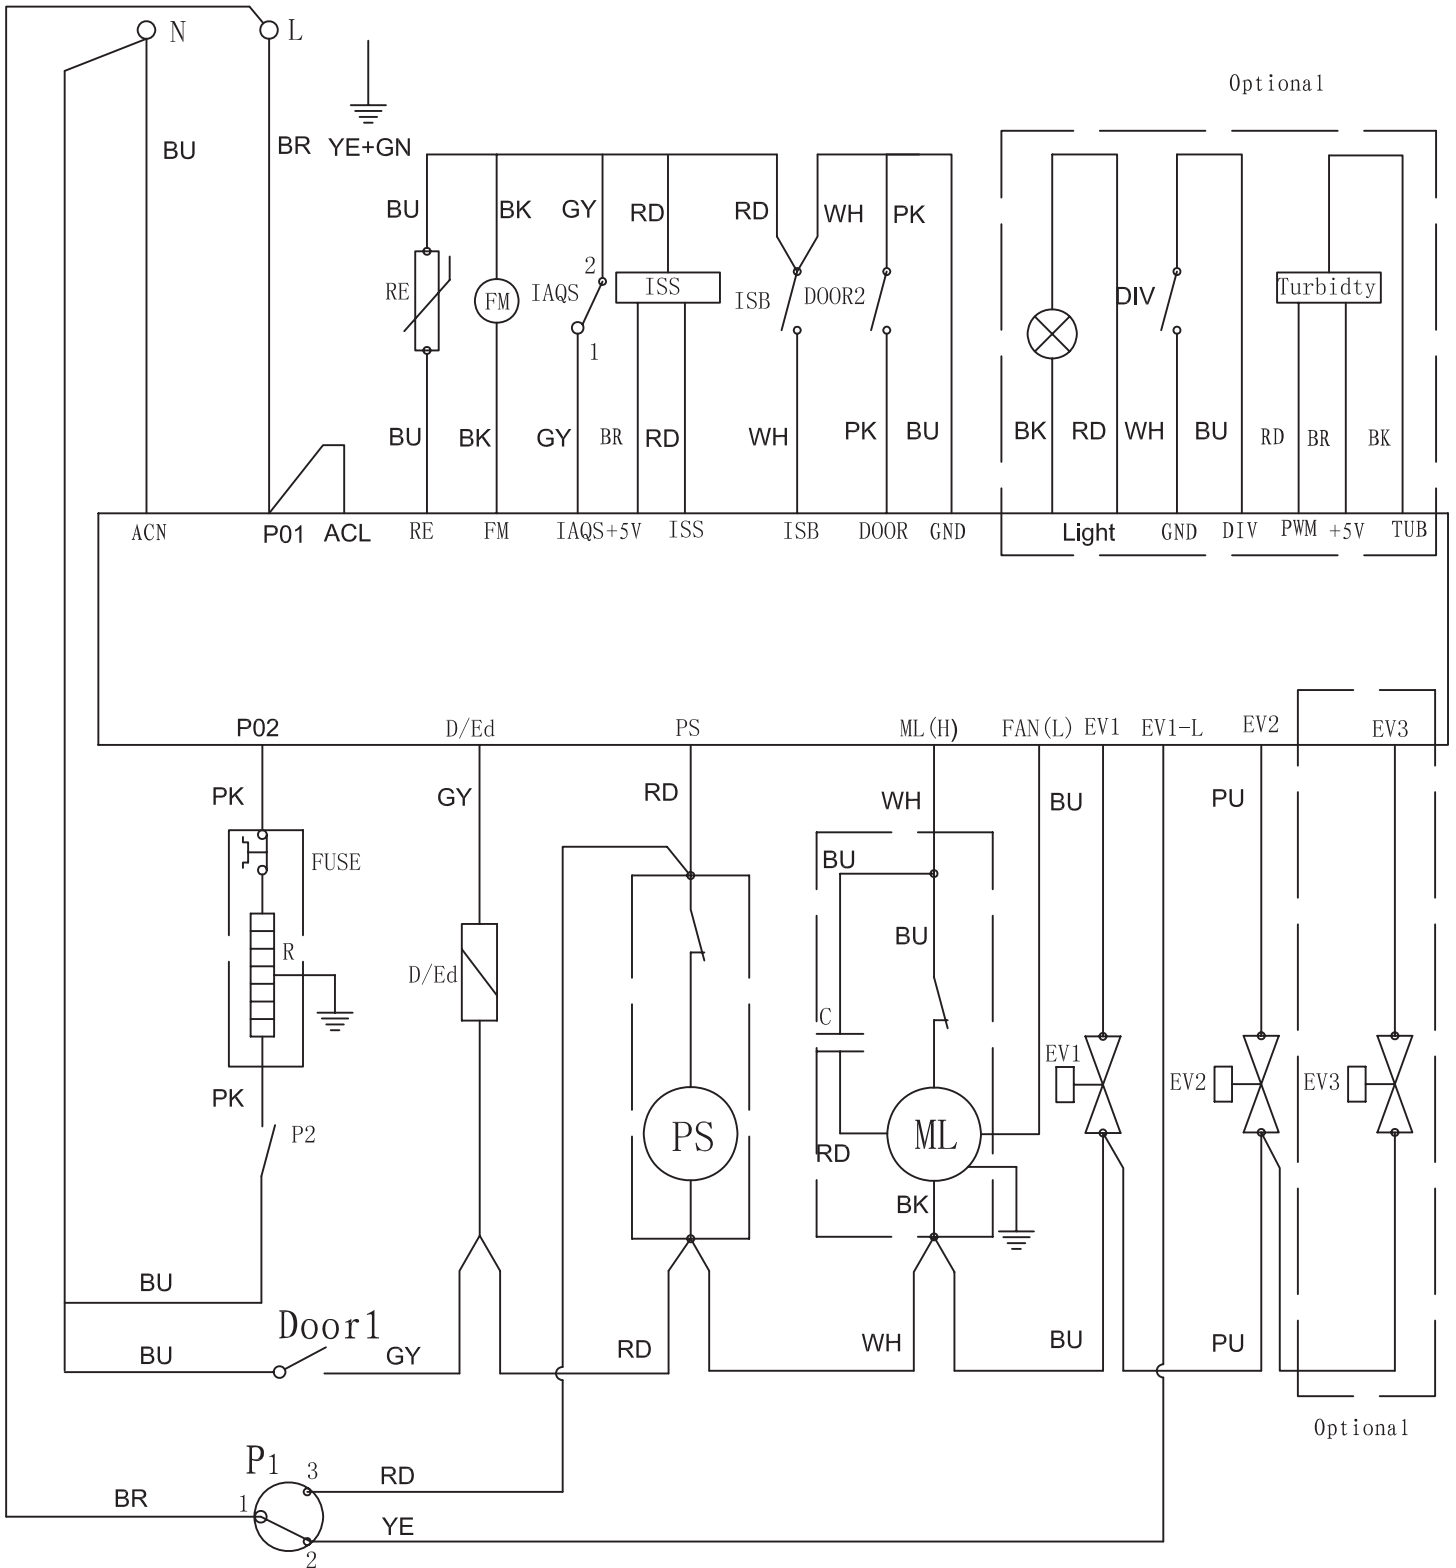 N
L
Optional
BU
BR
YE+GN
BU
BK
GY
RD
RD
WH
PK
RE
FM
IAQS
2
1
ISS
ISB
DOOR2
DIV
Turbidty
BU
BK
GY
BR
RD
WH
PK
BU
BK
RD
WH
BU
RD
BR
BK
ACN
P01
ACL
RE
FM
IAQS+5V
ISS
ISB
DOOR
GND
Light
GND
DIV
PWM
+5V
TUB
P02
D/Ed
PS
ML(H)
FAN(L)
EV1
EV1-L
EV2
EV3
PK
GY
RD
WH
BU
PU
FUSE
BU
R
D/Ed
BU
C
EV1
EV2
EV3
PK
P2
PS
ML
RD
BK
BU
Door1
BU
GY
RD
WH
BU
PU
Optional
P1
3
RD
BR
1
YE
2